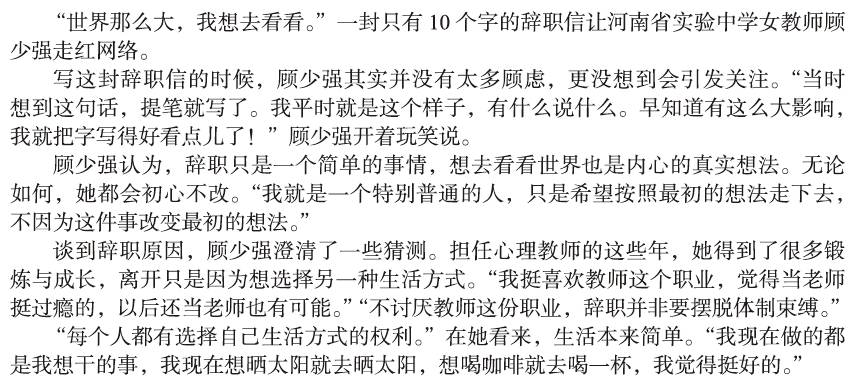 “世界那么大，我想去看看。”一封只有10个字的辞职信让河南省实验中学女教师顾
少强走红网络。
写这封辞职信的时候，顾少强其实并没有太多顾虑，更没想到会引发关注。“当时
想到这句话，提笔就写了。我平时就是这个样子，有什么说什么。早知道有这么大影响，
我就把字写得好看点儿了！”顾少强开着玩笑说。
顾少强认为，辞职只是一个简单的事情，想去看看世界也是内心的真实想法。无论
如何，她都会初心不改。“我就是一个特别普通的人，只是希望按照最初的想法走下去，
不因为这件事改变最初的想法。”
谈到辞职原因，顾少强澄清了一些猜测。担任心理教师的这些年，她得到了很多锻
炼与成长，离开只是因为想选择另一种生活方式。“我挺喜欢教师这个职业，觉得当老师
挺过瘾的，以后还当老师也有可能。”“不讨厌教师这份职业，辞职并非要摆脱体制束缚。”
“每个人都有选择自己生活方式的权利。”在她看来，生活本来简单。“我现在做的都
是我想干的事，我现在想晒太阳就去晒太阳，想喝咖啡就去喝一杯，我觉得挺好的。”